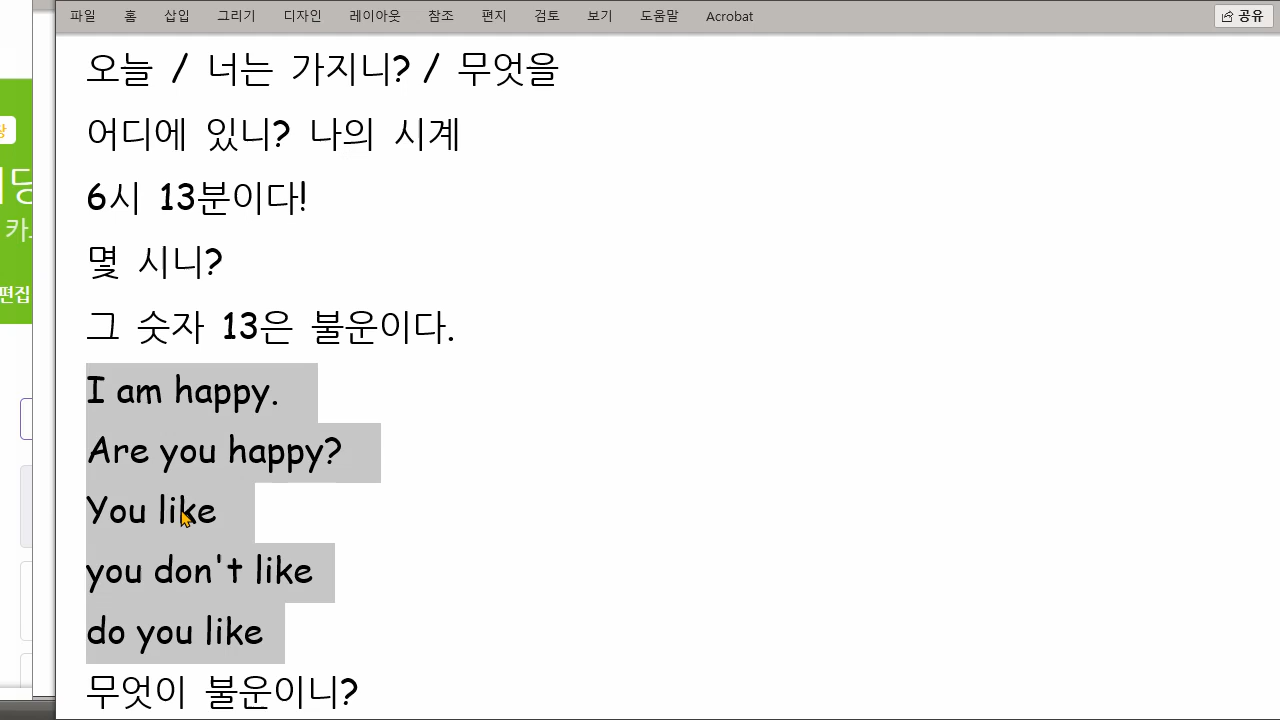 파일 홈 삽입 그리기 디자인 레이아웃 참조 편지 검토 보기 도움말 Acrobat 공유
오늘 / 너는 가지니? / 무엇을
어디에 있니? 나의 시계
6시 13분이다!
몇 시니?
그 숫자 13은 불운이다.
I am happy.
Are you happy?
You like
you don't like
do you like
무엇이 불운이니?
편집